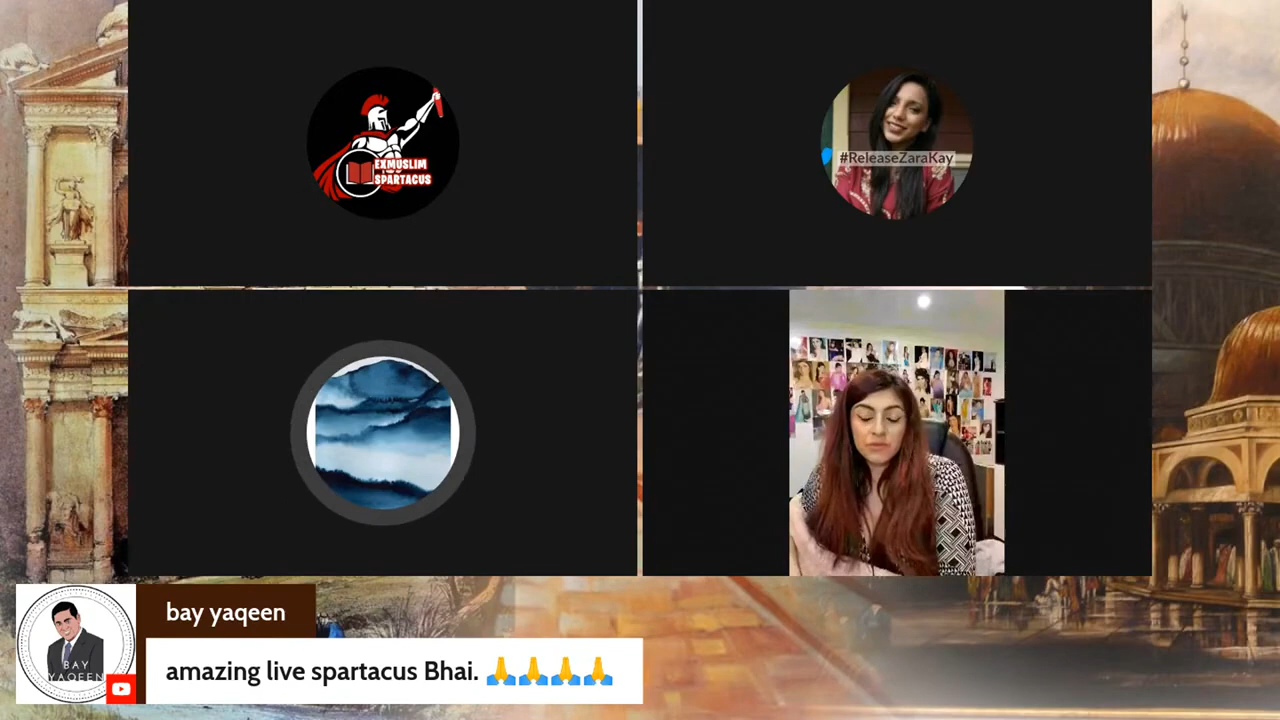 EXMUSLIM
SPARTACUS
#ReleaseZaraKay
bay yaqeen
BAY
YAQEEN
amazing live spartacus Bhai. 🙏🙏🙏🙏